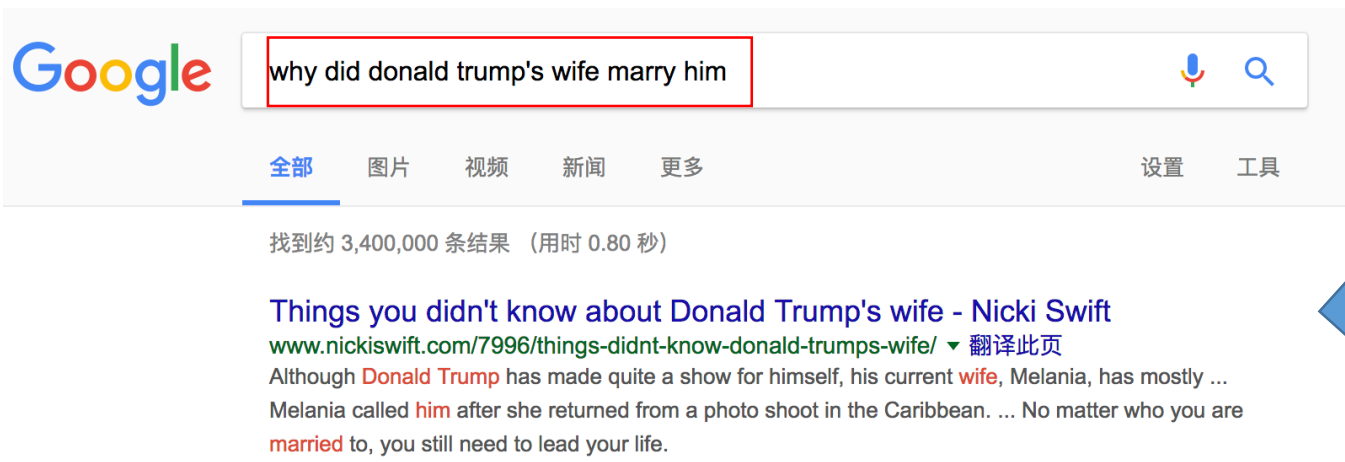 Google
why did donald trump's wife marry him
全部 图片 视频 新闻 更多 设置 工具
找到约 3,400,000 条结果 （用时 0.80 秒）
Things you didn't know about Donald Trump's wife - Nicki Swift
www.nickiswift.com/7996/things-didnt-know-donald-trumps-wife/ 翻译此页
Although Donald Trump has made quite a show for himself, his current wife, Melania, has mostly ...
Melania called him after she returned from a photo shoot in the Caribbean. ... No matter who you are
married to, you still need to lead your life.